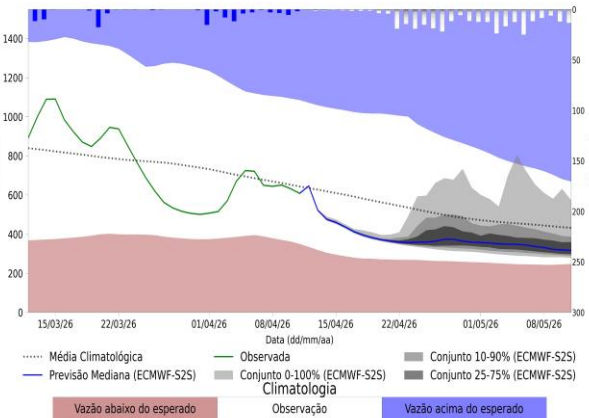 0
1400
50
1200
100
1000
800
150
600
200
400
250
200
0
300
15/03/26 22/03/26 01/04/26 08/04/26 15/04/26 22/04/26 01/05/26 08/05/26
Data (dd/mm/aa)
Média Climatológica Observada Conjunto 10-90% (ECMWF-S2S)
Previsão Mediana (ECMWF-S2S) Conjunto 0-100% (ECMWF-S2S) Conjunto 25-75% (ECMWF-S2S)
Climatologia
Vazão abaixo do esperado Observação Vazão acima do esperado